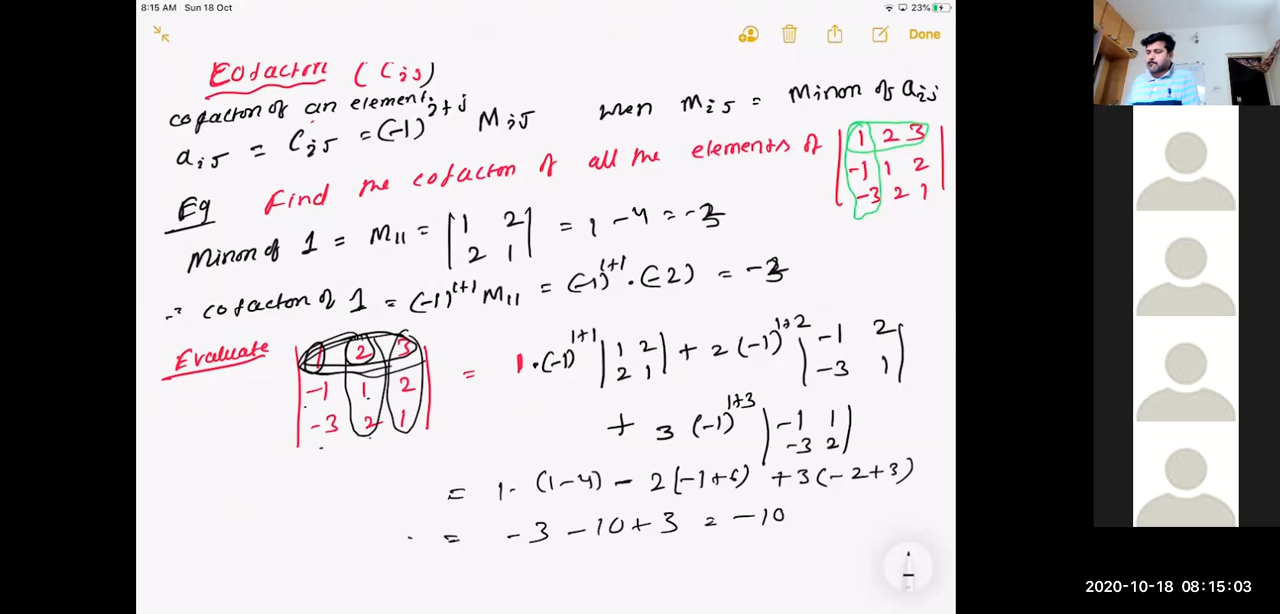 8:15 AM Sun 18 Oct
23%
Done
Cofactor (Cij)
cofactor of an element
aij = Cij = (-1)^i+j Mij when Mij = Minor of aij
Eg Find the cofactor of all the elements of |1 2 3|
|-1 1 2|
|-3 2 1|
Minor of 1 = M11 = |1 2| = 1 - 4 = -3
|2 1|
∴ cofactor of 1 = (-1)^1+1 M11 = (-1)^1+1 . (-2) = -3
Evaluate |1 2 3| = 1.(-1)^1+1 |1 2| + 2 (-1)^1+2 |-1 2|
|-1 1 2| |2 1| |-3 1|
|-3 2 1| + 3 (-1)^1+3 |-1 1|
|-3 2|
= 1. (1-4) - 2(-1+6) + 3(-2+3)
= -3 - 10 + 3 = -10
2020-10-18 08:15:03